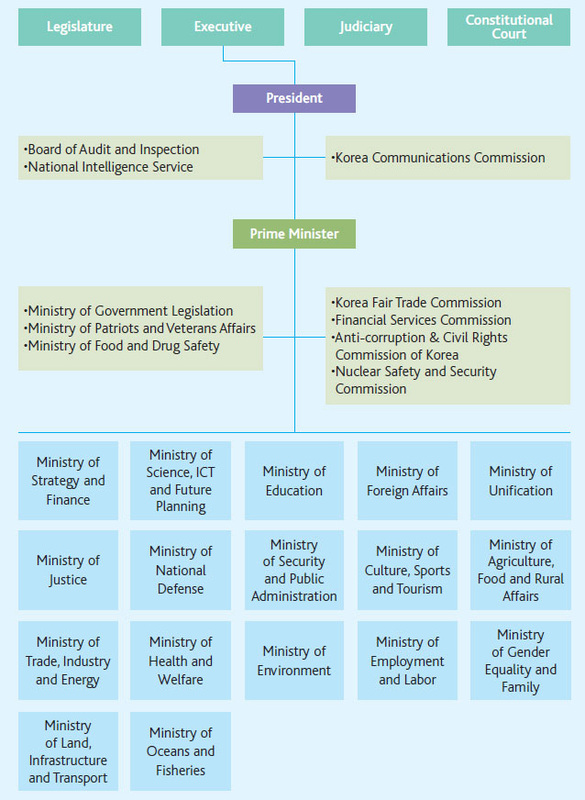 Legislature
Executive
Judiciary
Constitutional
Court
President
•Board of Audit and Inspection
•National Intelligence Service
•Korea Communications Commission
Prime Minister
•Ministry of Government Legislation
•Ministry of Patriots and Veterans Affairs
•Ministry of Food and Drug Safety
•Korea Fair Trade Commission
•Financial Services Commission
•Anti-corruption & Civil Rights
Commission of Korea
•Nuclear Safety and Security
Commission
Ministry of
Strategy and
Finance
Ministry of
Science, ICT
and Future
Planning
Ministry of
Education
Ministry of
Foreign Affairs
Ministry of
Unification
Ministry of
Justice
Ministry of
National
Defense
Ministry
of Security
and Public
Administration
Ministry of
Culture, Sports
and Tourism
Ministry of
Agriculture,
Food and Rural
Affairs
Ministry of
Trade, Industry
and Energy
Ministry of
Health and
Welfare
Ministry of
Environment
Ministry of
Employment
and Labor
Ministry
of Gender
Equality and
Family
Ministry
of Land,
Infrastructure
and Transport
Ministry of
Oceans and
Fisheries